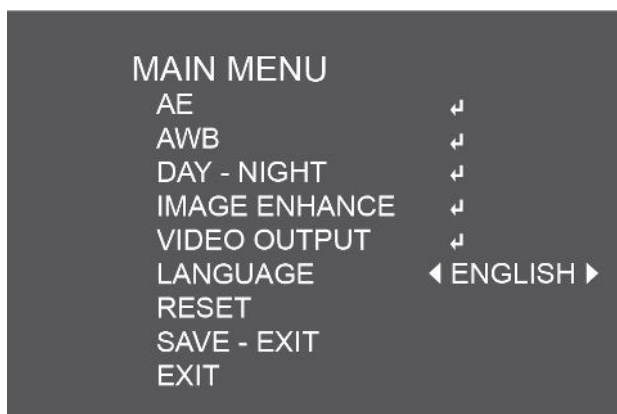 MAIN MENU
AE ↲
AWB ↲
DAY - NIGHT ↲
IMAGE ENHANCE ↲
VIDEO OUTPUT ↲
LANGUAGE ◀ ENGLISH ▶
RESET
SAVE - EXIT
EXIT